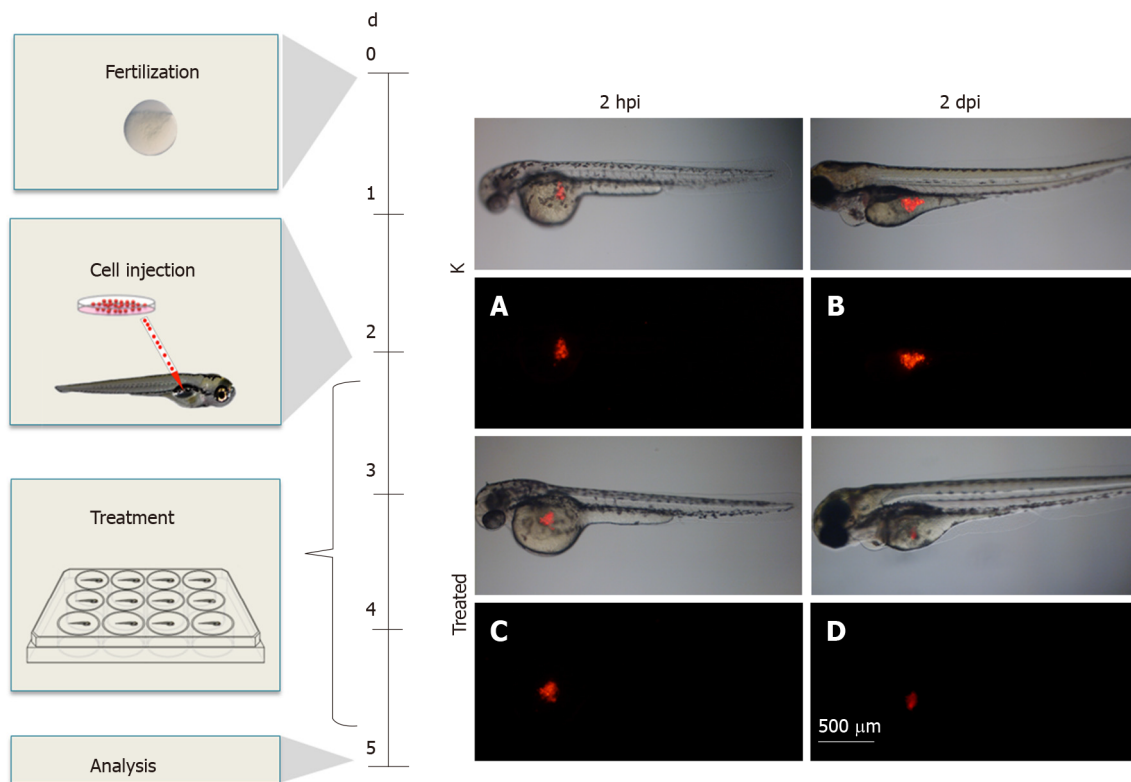 d
0
Fertilization
1
Cell injection
2
3
Treatment
4
5
Analysis
2 hpi
2 dpi
K
A
B
Treated
C
D
500 μm